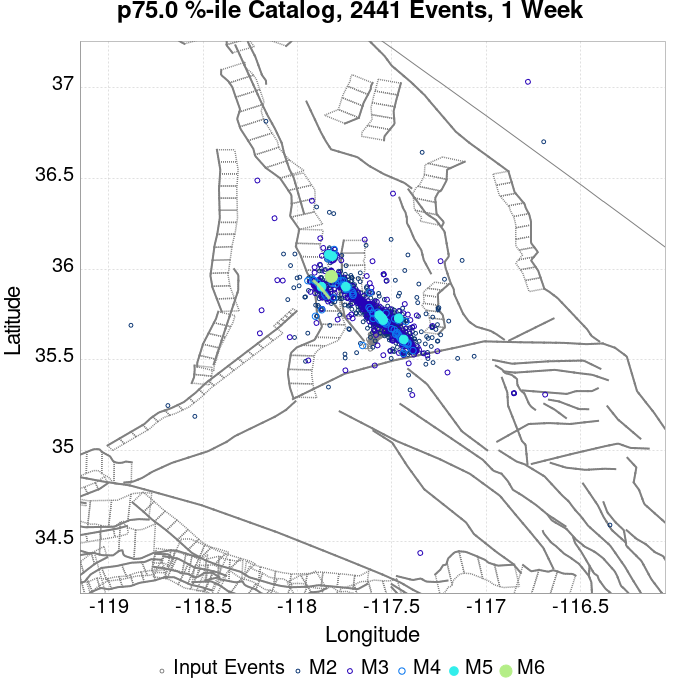 p75.0 %-ile Catalog, 2441 Events, 1 Week
37
36.5
36
35.5
35
34.5
Latitude
-119
-118.5
-118
-117.5
-117
-116.5
Longitude
Input Events
M2
M3
M4
M5
M6